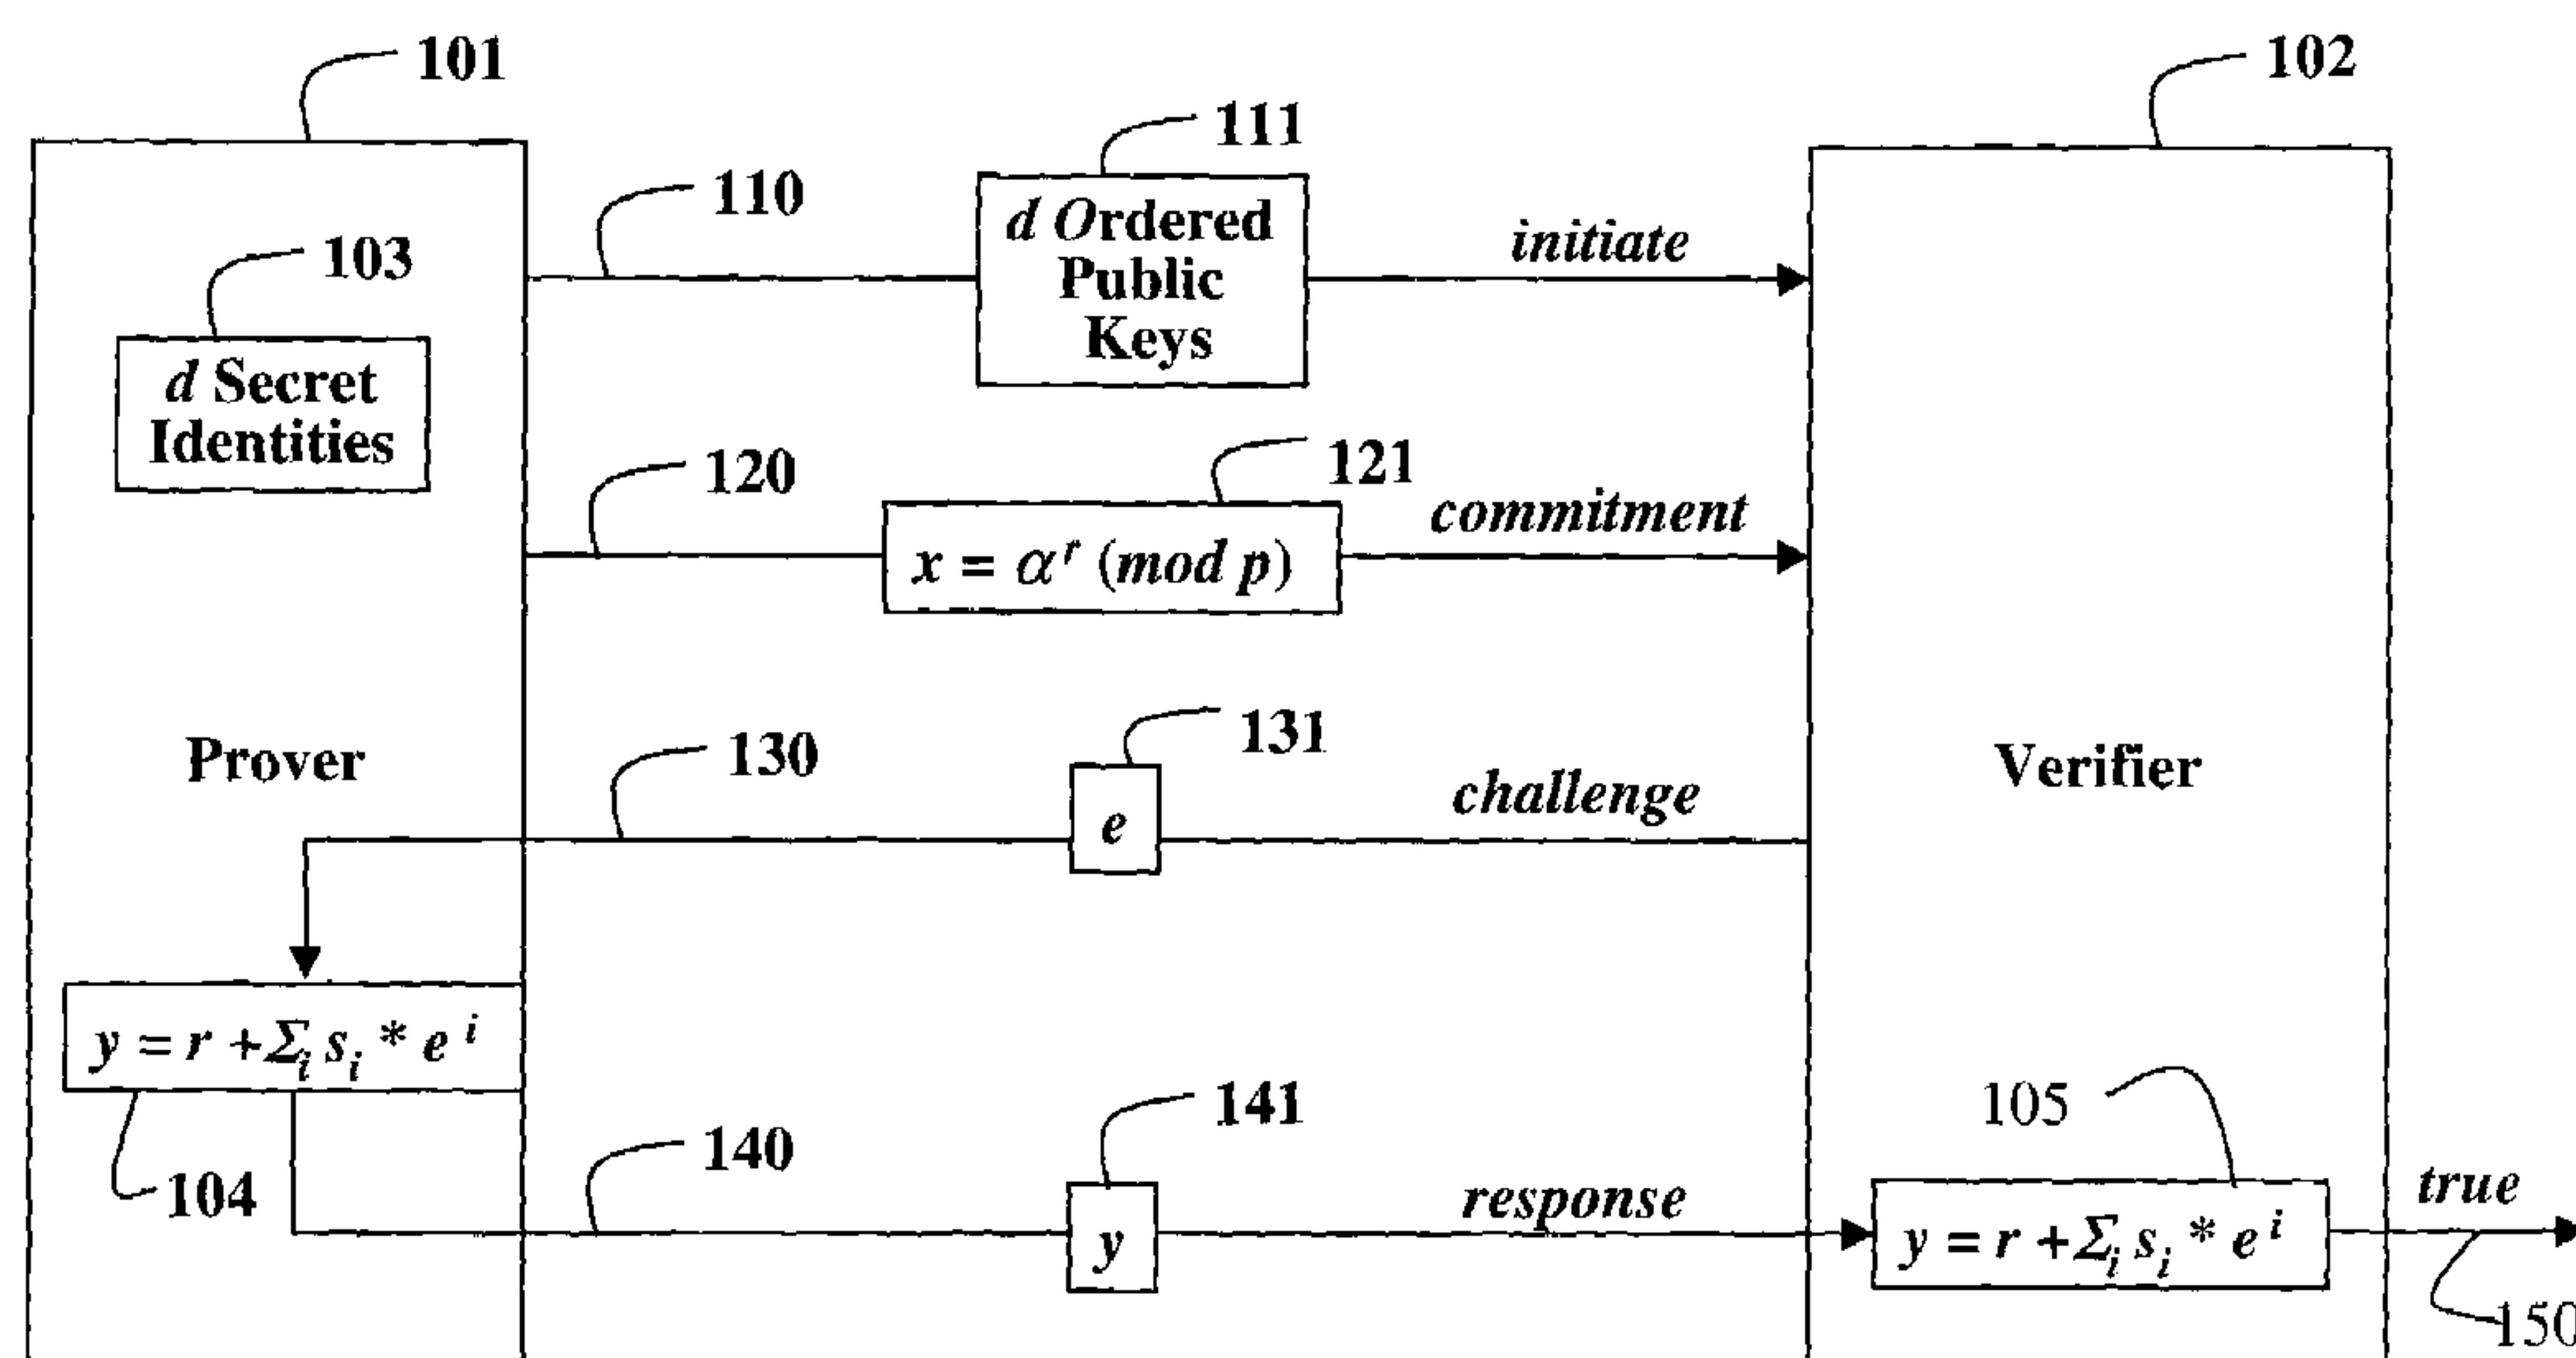 101
102
111
110
d Ordered
Public
Keys
initiate
103
d Secret
Identities
120
121
commitment
x = α^r (mod p)
130
131
Prover
Verifier
challenge
e
y = r + Σ_i s_i * e^i
104
140
141
105
response
y
y = r + Σ_i s_i * e^i
true
150